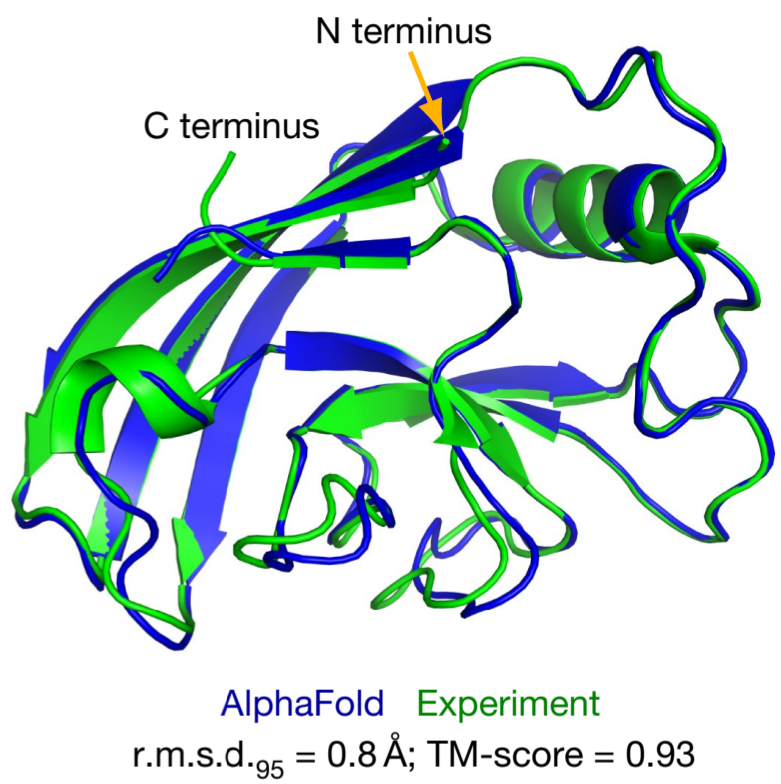 N terminus
C terminus
AlphaFold Experiment
r.m.s.d.₉₅ = 0.8 Å; TM-score = 0.93